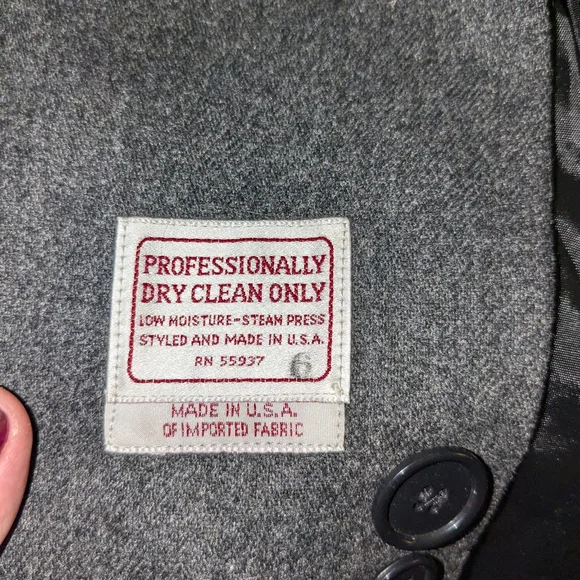 PROFESSIONALLY
DRY CLEAN ONLY
LOW MOISTURE-STEAM PRESS
STYLED AND MADE IN U.S.A.
RN 55937 6
MADE IN U.S.A.
OF IMPORTED FABRIC